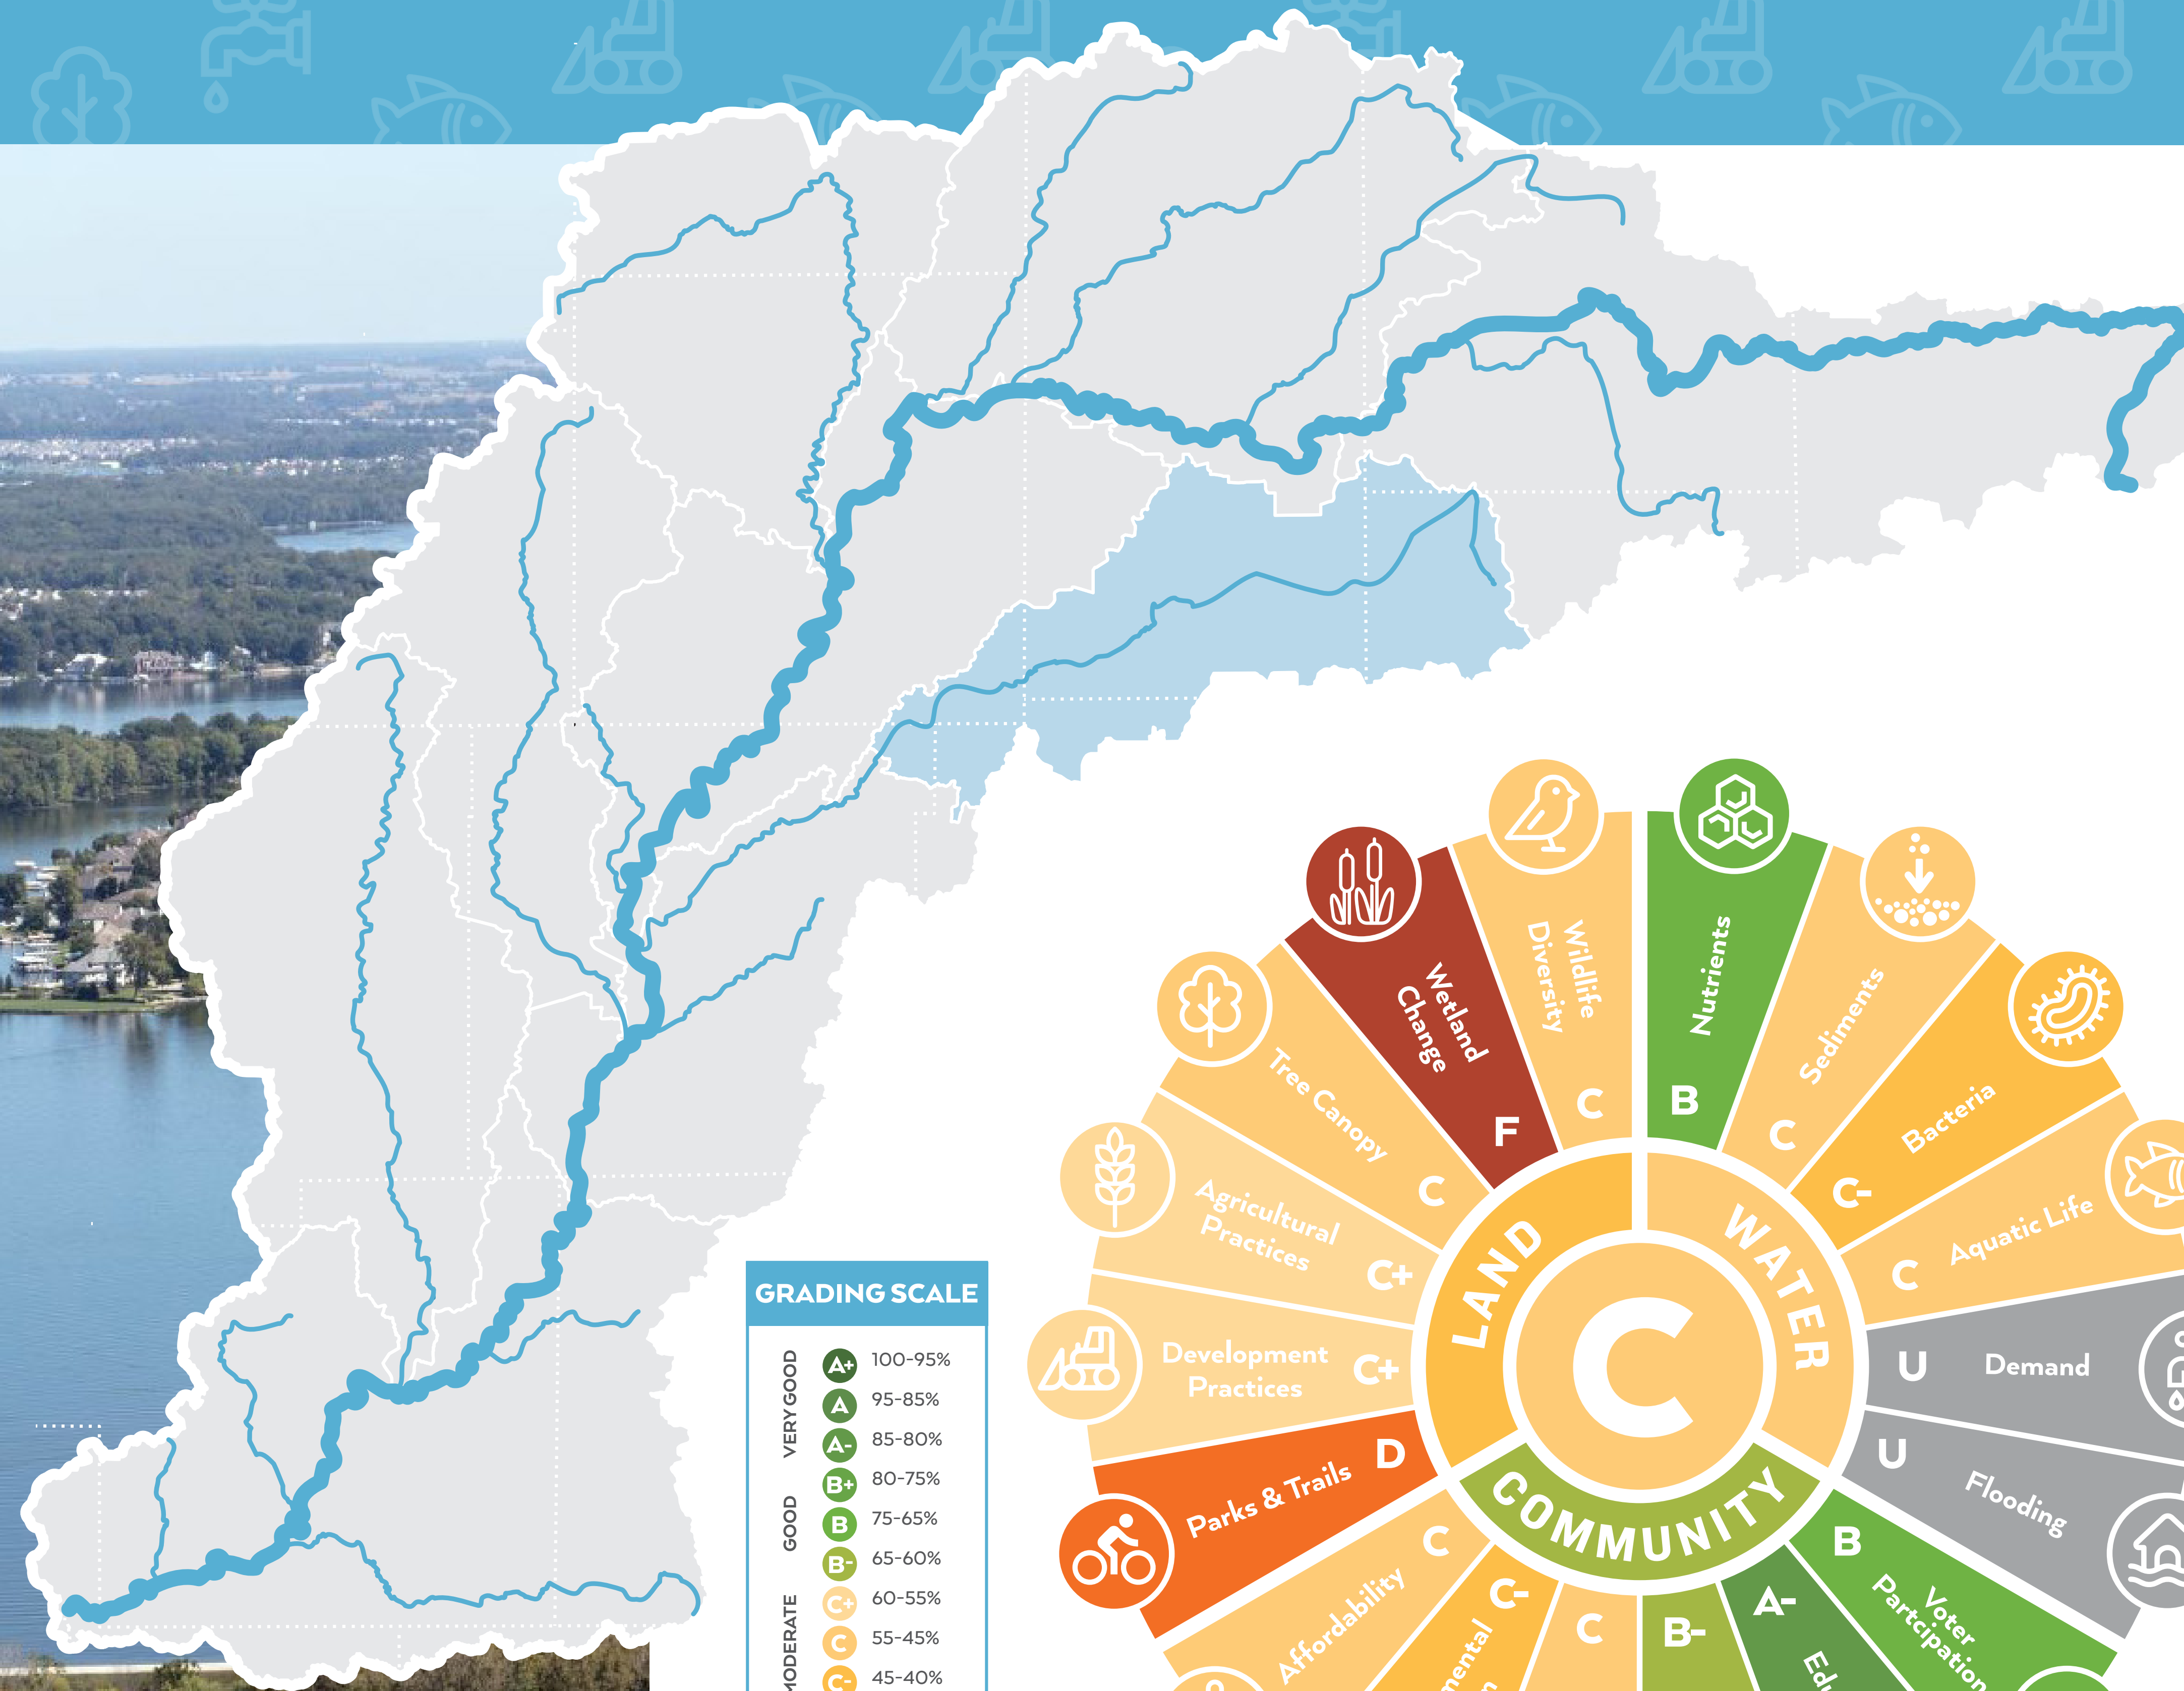 Wildlife
Diversity
C
Nutrients
B
Sediments
C
Bacteria
C-
Aquatic Life
C
Demand
U
Flooding
U
Voter
Partcipation
B
A-
B-
C
C-
Affordability
C
Parks & Trails
D
Development
Practices
C+
Agricultural
Practices
C+
Tree Canopy
C
Wetland
Change
F
LAND
WATER
COMMUNITY
C
GRADING SCALE
VERY GOOD
A+ 100-95%
A 95-85%
A- 85-80%
GOOD
B+ 80-75%
B 75-65%
B- 65-60%
MODERATE
C+ 60-55%
C 55-45%
C- 45-40%